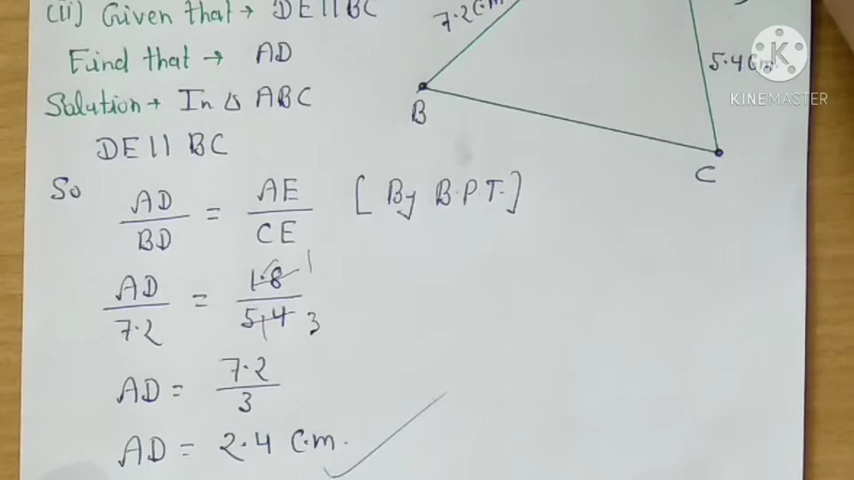 (ii) Given that → DE || BC
Find that → AD
Solution → In △ ABC
DE || BC
So AD/BD = AE/CE [By B.P.T.]
AD/7.2 = 1.8/5.4 1 3
AD = 7.2/3
AD = 2.4 C.m.
7.2 Cm
5.4 Cm
B
C
K
KINEMASTER